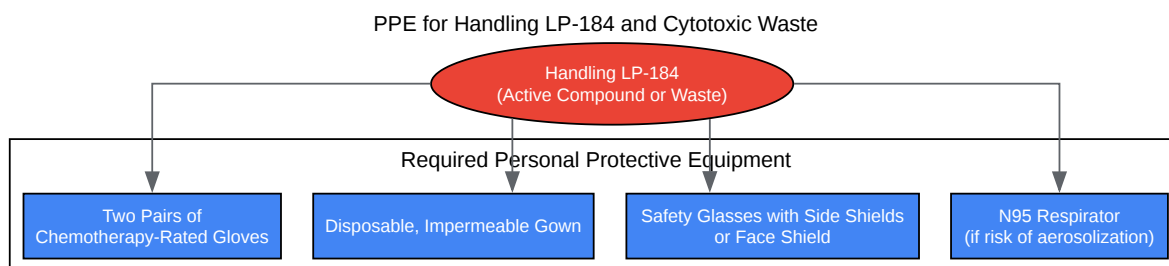 PPE for Handling LP-184 and Cytotoxic Waste
Handling LP-184
(Active Compound or Waste)
Required Personal Protective Equipment
Two Pairs of
Chemotherapy-Rated Gloves
Disposable, Impermeable Gown
Safety Glasses with Side Shields
or Face Shield
N95 Respirator
(if risk of aerosolization)